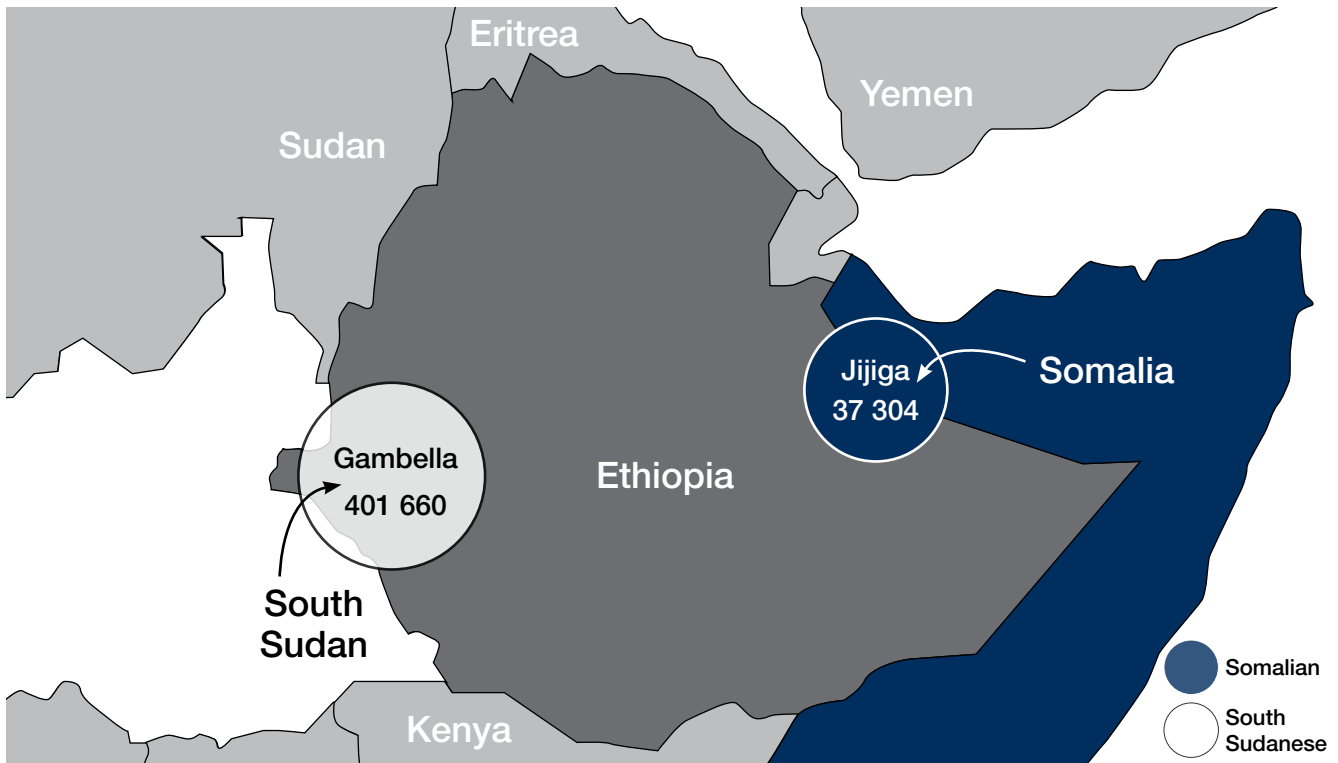 Eritrea
Yemen
Sudan
Jijiga
37 304
Somalia
Gambella
401 660
Ethiopia
South
Sudan
Kenya
Somalian
South
Sudanese